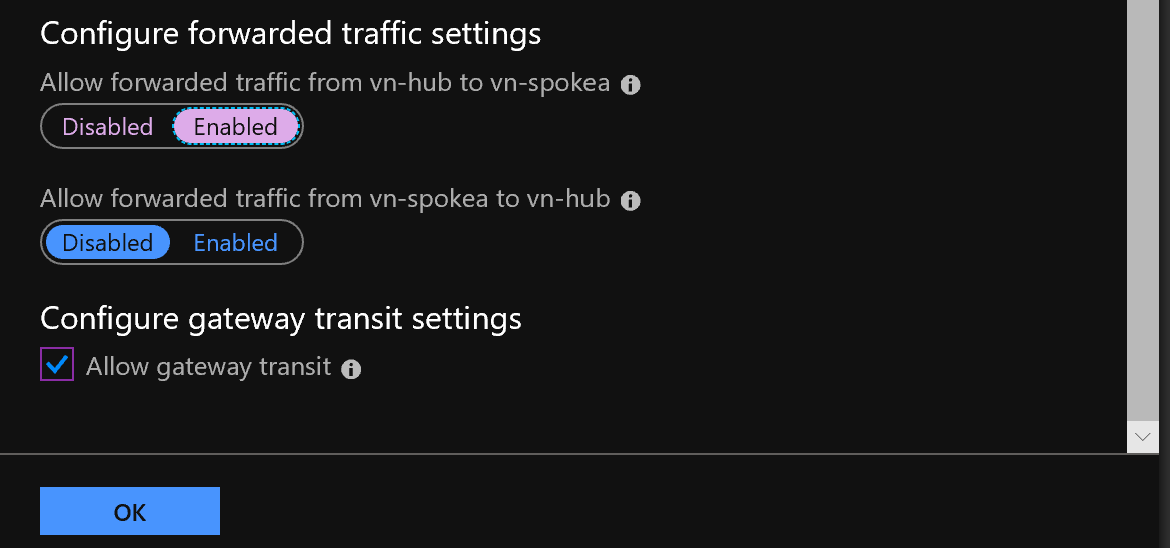 Configure forwarded traffic settings
Allow forwarded traffic from vn-hub to vn-spokea
Disabled Enabled
Allow forwarded traffic from vn-spokea to vn-hub
Disabled Enabled
Configure gateway transit settings
Allow gateway transit
OK